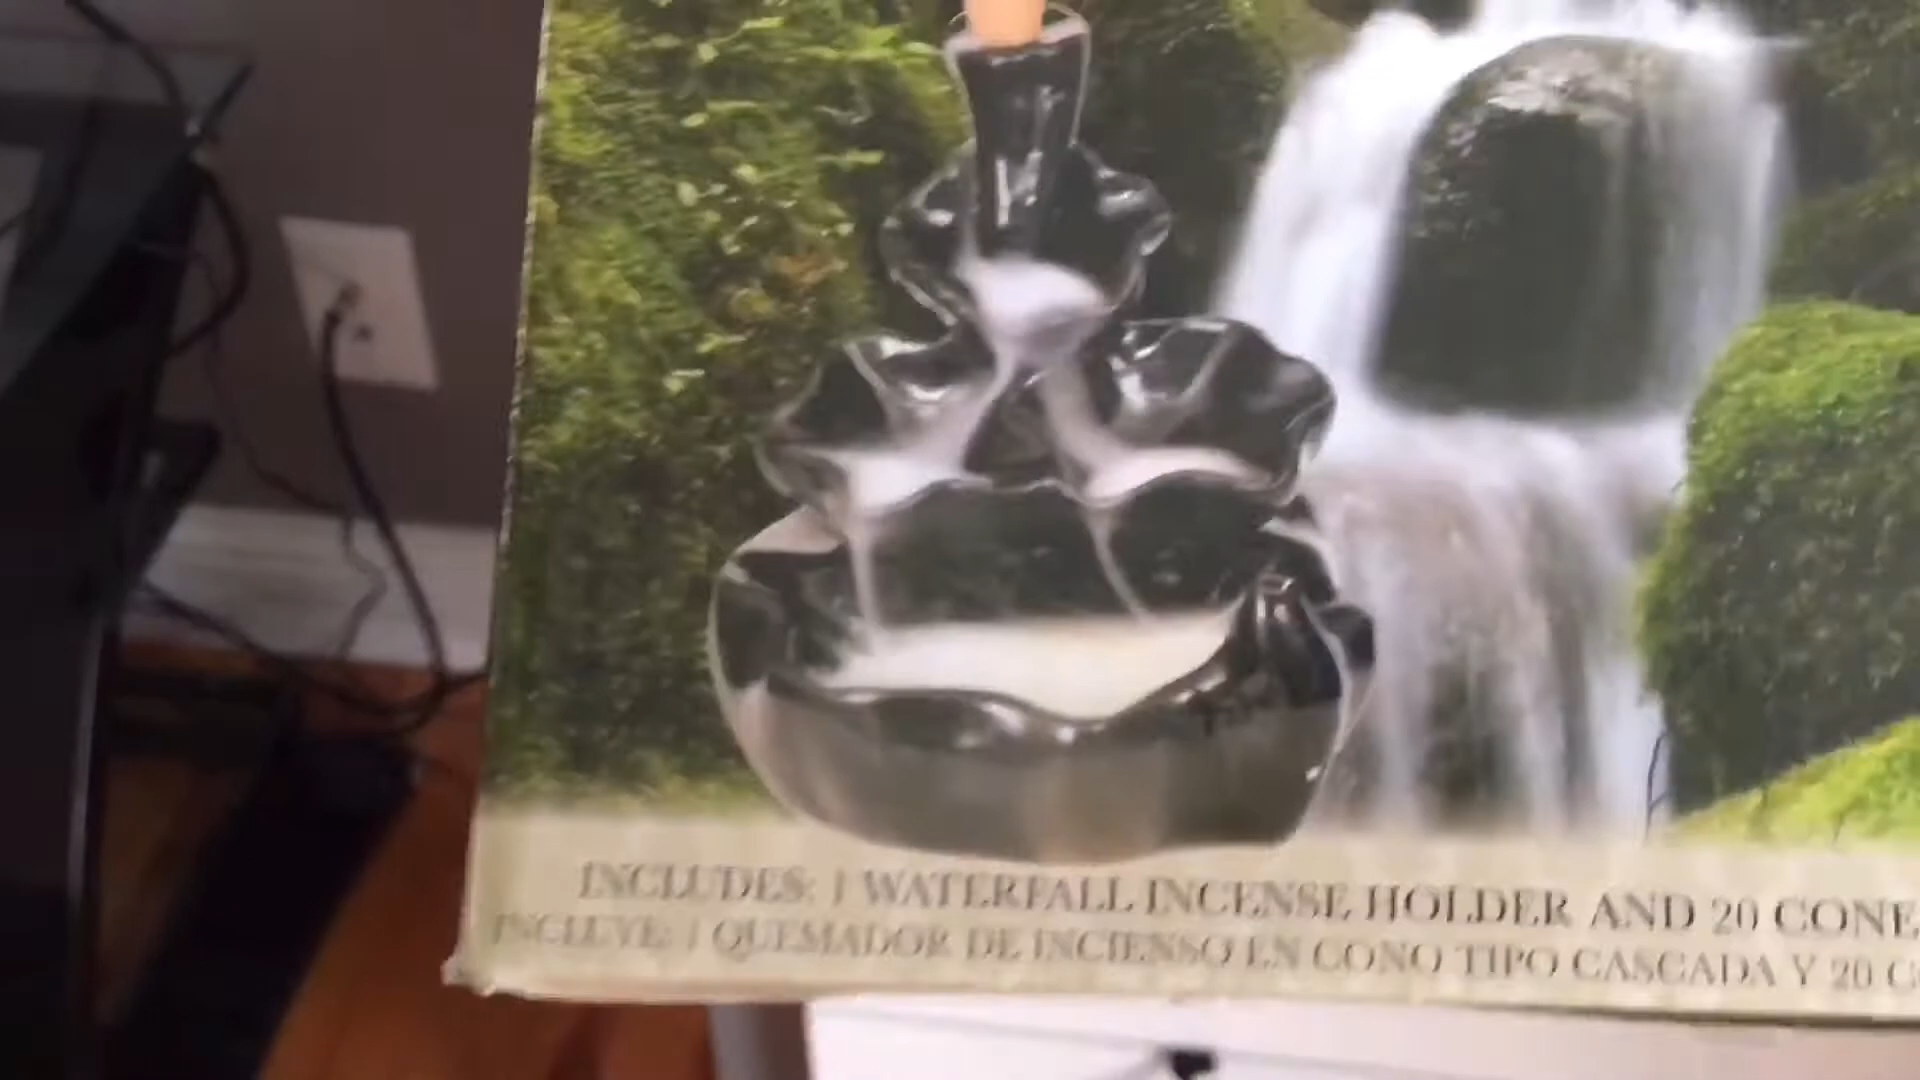 INCLUDES: 1 WATERFALL INCENSE HOLDER AND 20 CONE
INCLUYE: 1 QUEMADOR DE INCIENSO EN CONO TIPO CASCADA Y 20 C